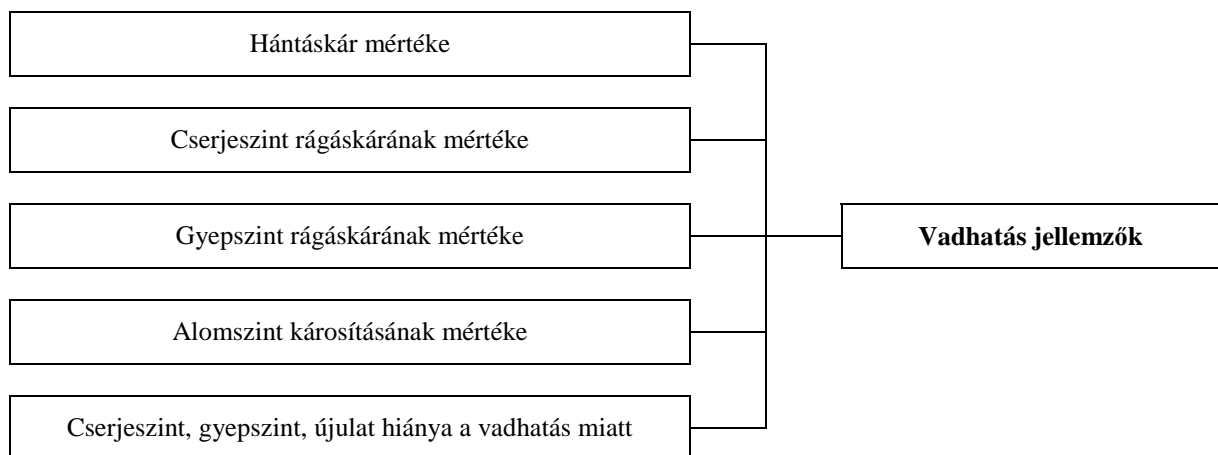 Hántáskár mértéke
Cserjeszint rágáskárának mértéke
Gyepszint rágáskárának mértéke
Vadhatás jellemzők
Alomszint károsításának mértéke
Cserjeszint, gyepszint, újulat hiánya a vadhatás miatt